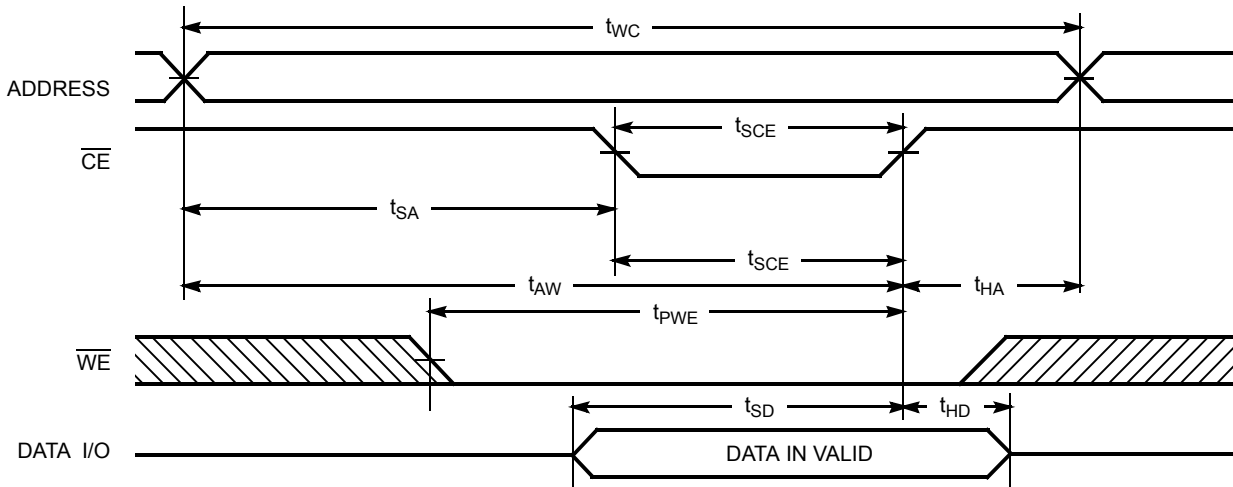 tWC
ADDRESS
tSCE
CE
tSA
tSCE
tAW
tHA
tPWE
WE
tSD
tHD
DATA I/O
DATA IN VALID